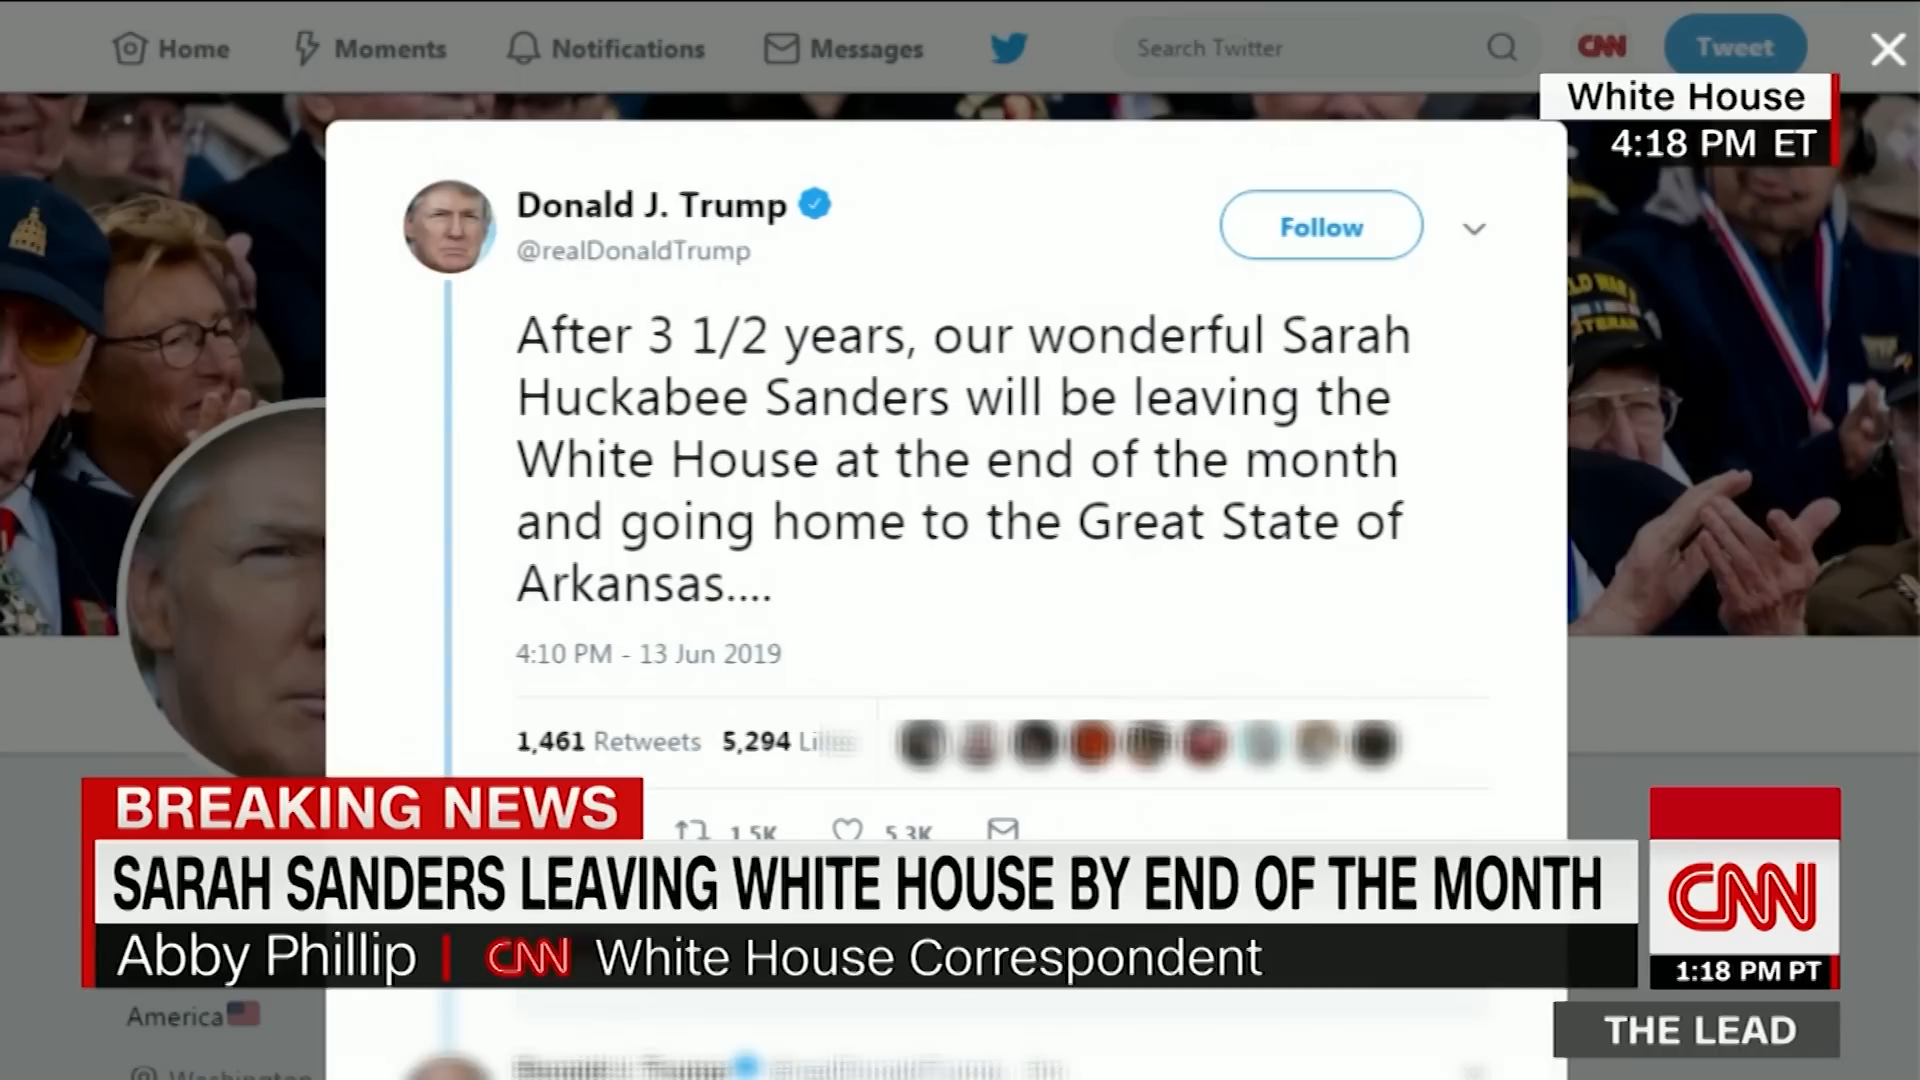 Home Moments Notifications Messages Search Twitter CNN Tweet
White House
4:18 PM ET
Donald J. Trump
@realDonaldTrump
Follow
After 3 1/2 years, our wonderful Sarah
Huckabee Sanders will be leaving the
White House at the end of the month
and going home to the Great State of
Arkansas....
4:10 PM - 13 Jun 2019
1,461 Retweets 5,294
1.5K 5.3K
BREAKING NEWS
SARAH SANDERS LEAVING WHITE HOUSE BY END OF THE MONTH
Abby Phillip | CNN White House Correspondent
CNN
1:18 PM PT
THE LEAD
America